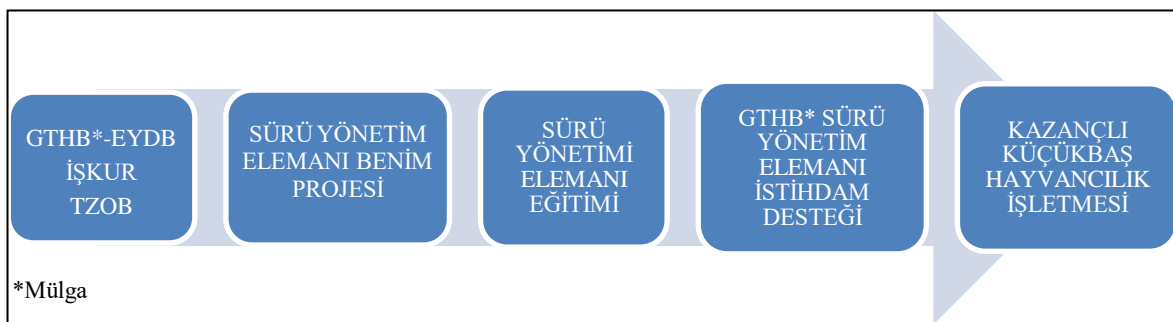 GTHB*-EYDB
İŞKUR
TZOB
SÜRÜ YÖNETİM
ELEMANI BENİM
PROJESİ
SÜRÜ
YÖNETİMİ
ELEMANI
EĞİTİMİ
GTHB* SÜRÜ
YÖNETİM
ELEMANI
İSTİHDAM
DESTEĞİ
KAZANÇLI
KÜÇÜKBAŞ
HAYVANCILIK
İŞLETMESİ
*Mülga